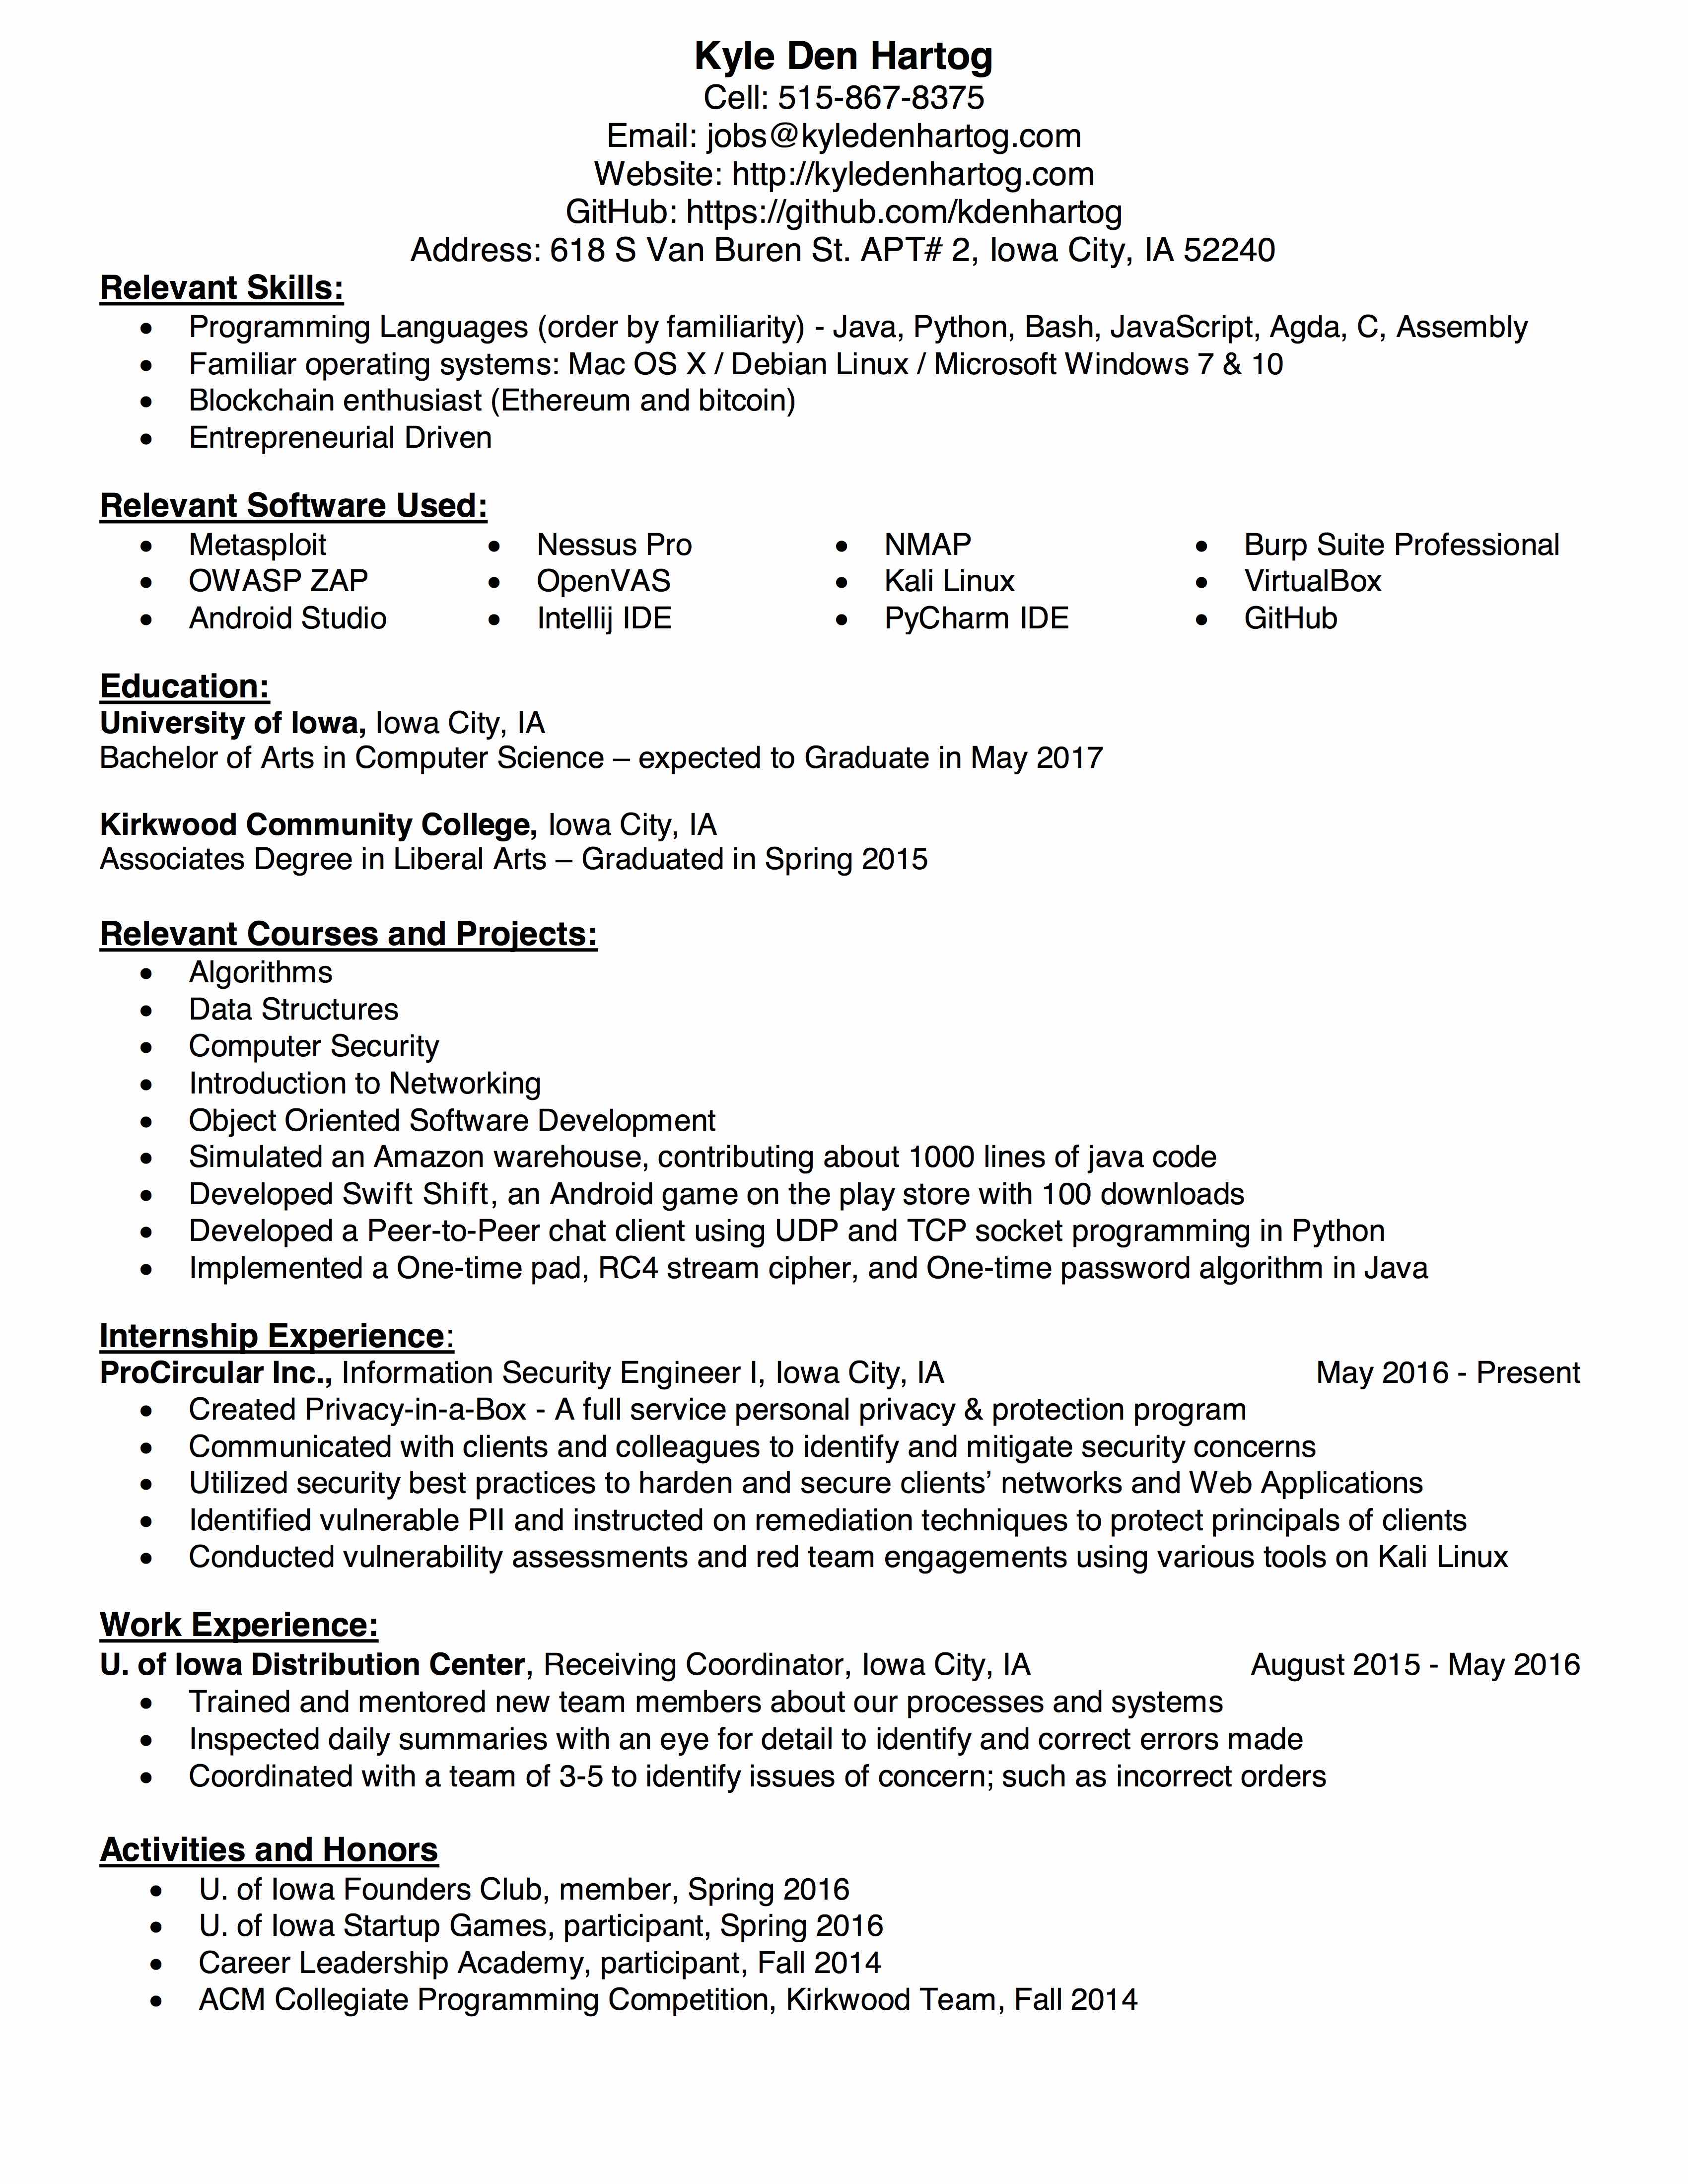 Kyle Den Hartog
Cell: 515-867-8375
Email: jobs@kyledenhartog.com
Website: http://kyledenhartog.com
GitHub: https://github.com/kdenhartog
Address: 618 S Van Buren St. APT# 2, Iowa City, IA 52240
Relevant Skills:
• Programming Languages (order by familiarity) - Java, Python, Bash, JavaScript, Agda, C, Assembly
• Familiar operating systems: Mac OS X / Debian Linux / Microsoft Windows 7 & 10
• Blockchain enthusiast (Ethereum and bitcoin)
• Entrepreneurial Driven
Relevant Software Used:
• Metasploit • Nessus Pro • NMAP • Burp Suite Professional
• OWASP ZAP • OpenVAS • Kali Linux • VirtualBox
• Android Studio • Intellij IDE • PyCharm IDE • GitHub
Education:
University of Iowa, Iowa City, IA
Bachelor of Arts in Computer Science – expected to Graduate in May 2017
Kirkwood Community College, Iowa City, IA
Associates Degree in Liberal Arts – Graduated in Spring 2015
Relevant Courses and Projects:
• Algorithms
• Data Structures
• Computer Security
• Introduction to Networking
• Object Oriented Software Development
• Simulated an Amazon warehouse, contributing about 1000 lines of java code
• Developed Swift Shift, an Android game on the play store with 100 downloads
• Developed a Peer-to-Peer chat client using UDP and TCP socket programming in Python
• Implemented a One-time pad, RC4 stream cipher, and One-time password algorithm in Java
Internship Experience:
ProCircular Inc., Information Security Engineer I, Iowa City, IA May 2016 - Present
• Created Privacy-in-a-Box - A full service personal privacy & protection program
• Communicated with clients and colleagues to identify and mitigate security concerns
• Utilized security best practices to harden and secure clients’ networks and Web Applications
• Identified vulnerable PII and instructed on remediation techniques to protect principals of clients
• Conducted vulnerability assessments and red team engagements using various tools on Kali Linux
Work Experience:
U. of Iowa Distribution Center, Receiving Coordinator, Iowa City, IA August 2015 - May 2016
• Trained and mentored new team members about our processes and systems
• Inspected daily summaries with an eye for detail to identify and correct errors made
• Coordinated with a team of 3-5 to identify issues of concern; such as incorrect orders
Activities and Honors
• U. of Iowa Founders Club, member, Spring 2016
• U. of Iowa Startup Games, participant, Spring 2016
• Career Leadership Academy, participant, Fall 2014
• ACM Collegiate Programming Competition, Kirkwood Team, Fall 2014